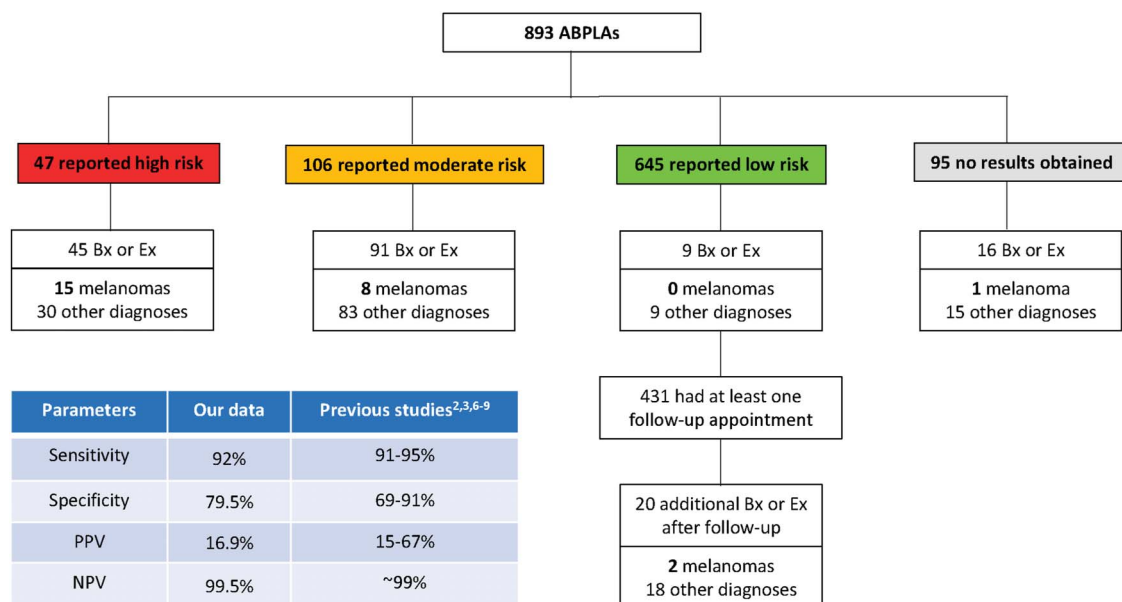 893 ABPLAs
47 reported high risk
106 reported moderate risk
645 reported low risk
95 no results obtained
45 Bx or Ex
15 melanomas
30 other diagnoses
91 Bx or Ex
8 melanomas
83 other diagnoses
9 Bx or Ex
0 melanomas
9 other diagnoses
16 Bx or Ex
1 melanoma
15 other diagnoses
431 had at least one
follow-up appointment
20 additional Bx or Ex
after follow-up
2 melanomas
18 other diagnoses
Parameters Our data Previous studies2,3,6-9
Sensitivity 92% 91-95%
Specificity 79.5% 69-91%
PPV 16.9% 15-67%
NPV 99.5% ~99%